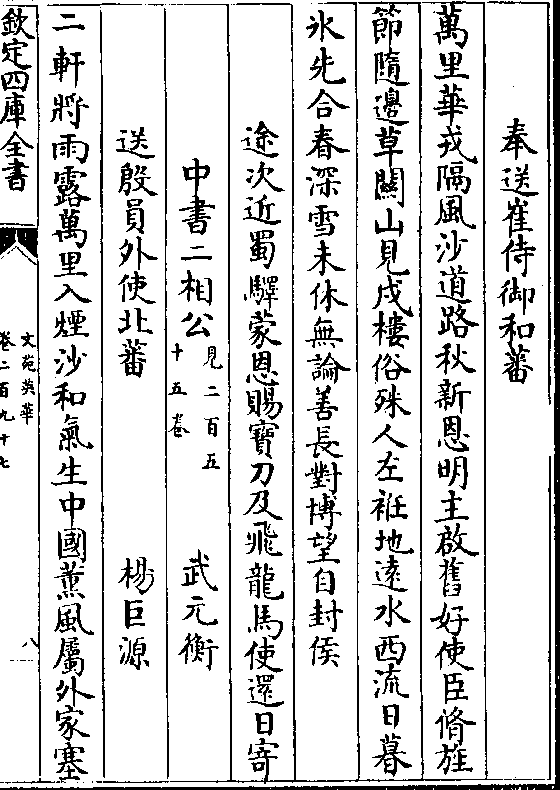 奉送崔侍御和蕃
萬里華戎隔風沙道路秋新恩明主啟舊好使臣脩旌
節隨邊草關山見戍樓俗殊人左袵地遠水西流日暮
氷先合春深雪未休無論善長對博望自封侯
途次近蜀驛蒙恩賜寶刀及飛龍馬使還日寄
中書二相公見二百五十五卷 武元衡
送殷員外使北蕃 楊巨源
二軒將雨露萬里入煙沙和氣生中國薰風屬外家塞
欽定四庫全書
文苑英華
卷二百九十七
八